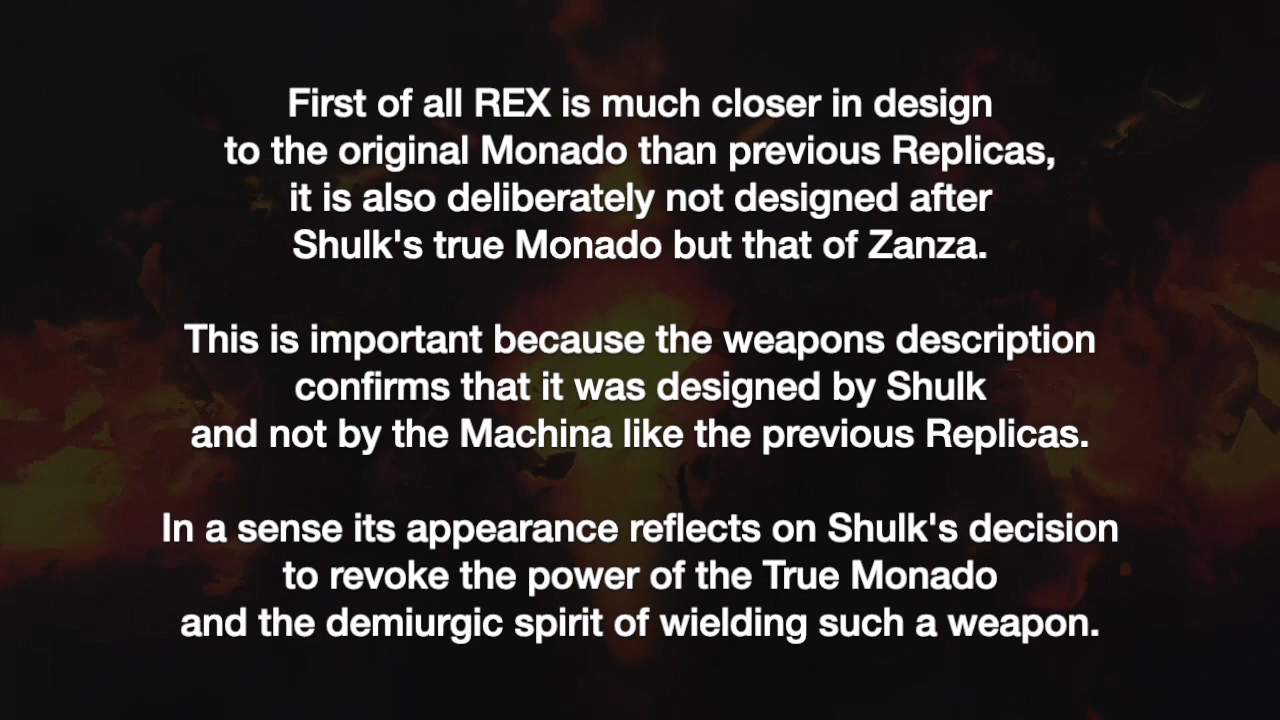 First of all REX is much closer in design
to the original Monado than previous Replicas,
it is also deliberately not designed after
Shulk's true Monado but that of Zanza.
This is important because the weapons description
confirms that it was designed by Shulk
and not by the Machina like the previous Replicas.
In a sense its appearance reflects on Shulk's decision
to revoke the power of the True Monado
and the demiurgic spirit of wielding such a weapon.